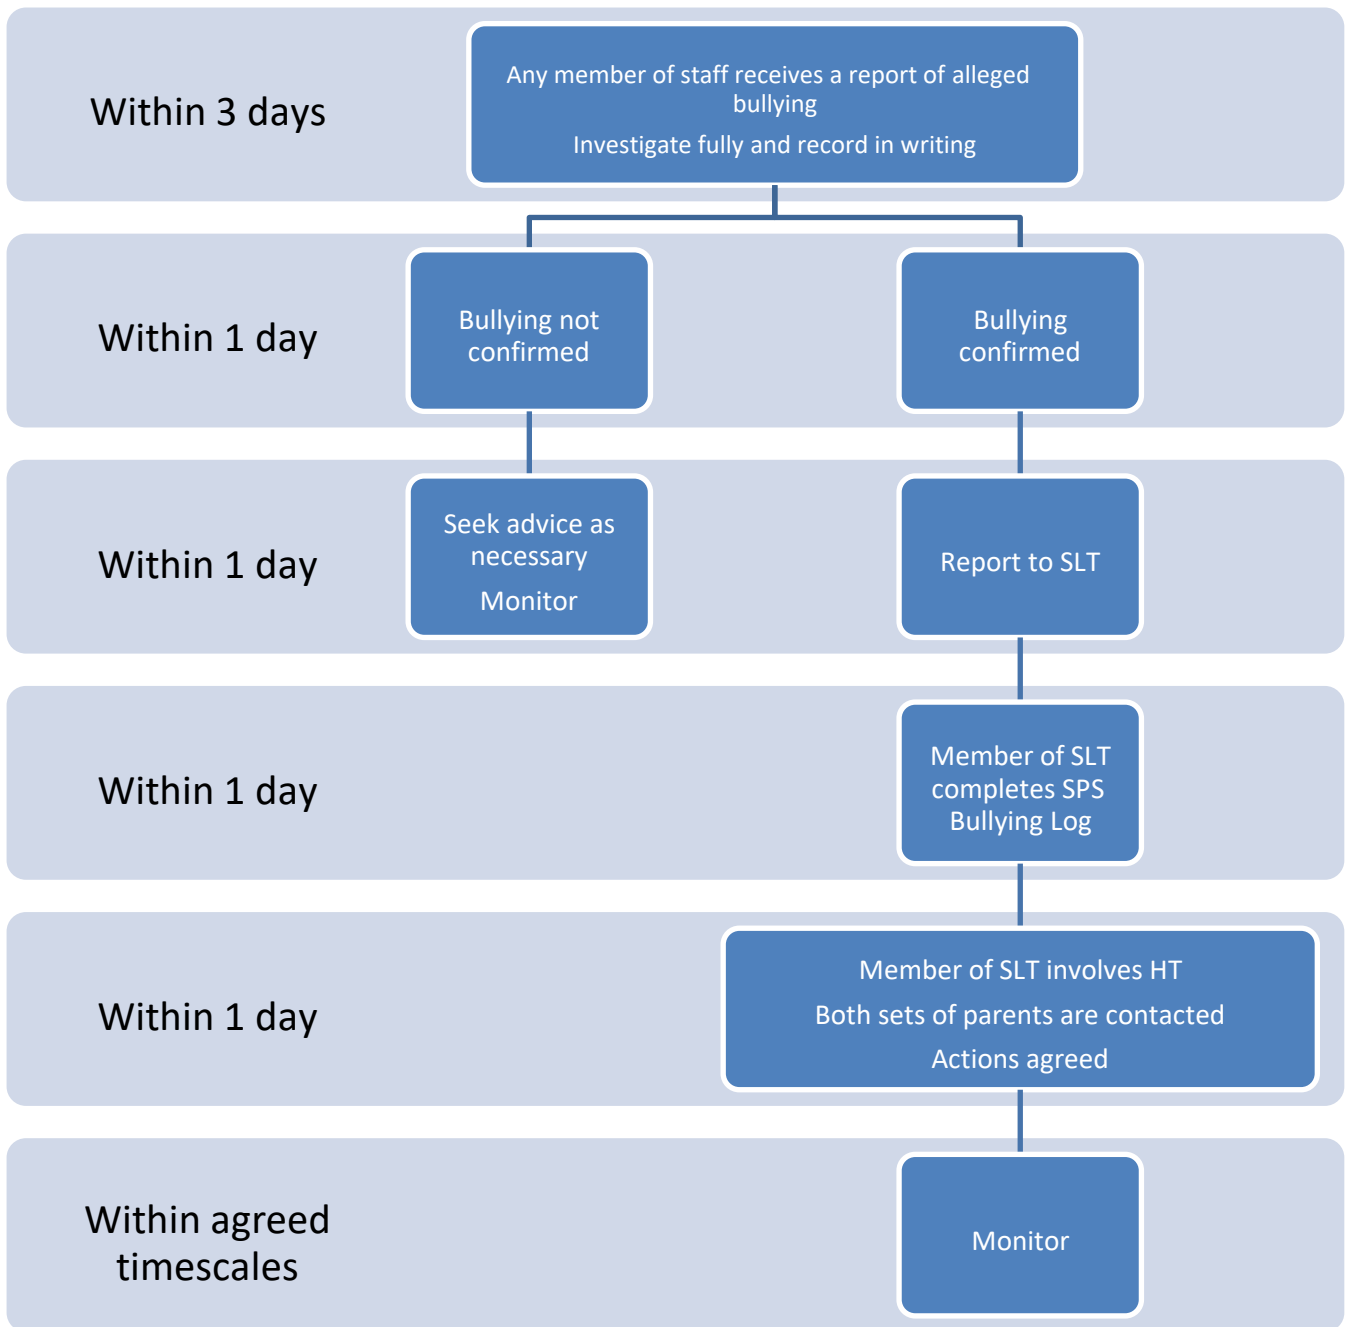 Within 3 days
Any member of staff receives a report of alleged
bullying
Investigate fully and record in writing
Within 1 day
Bullying not
confirmed
Bullying
confirmed
Within 1 day
Seek advice as
necessary
Monitor
Report to SLT
Within 1 day
Member of SLT
completes SPS
Bullying Log
Within 1 day
Member of SLT involves HT
Both sets of parents are contacted
Actions agreed
Within agreed
timescales
Monitor